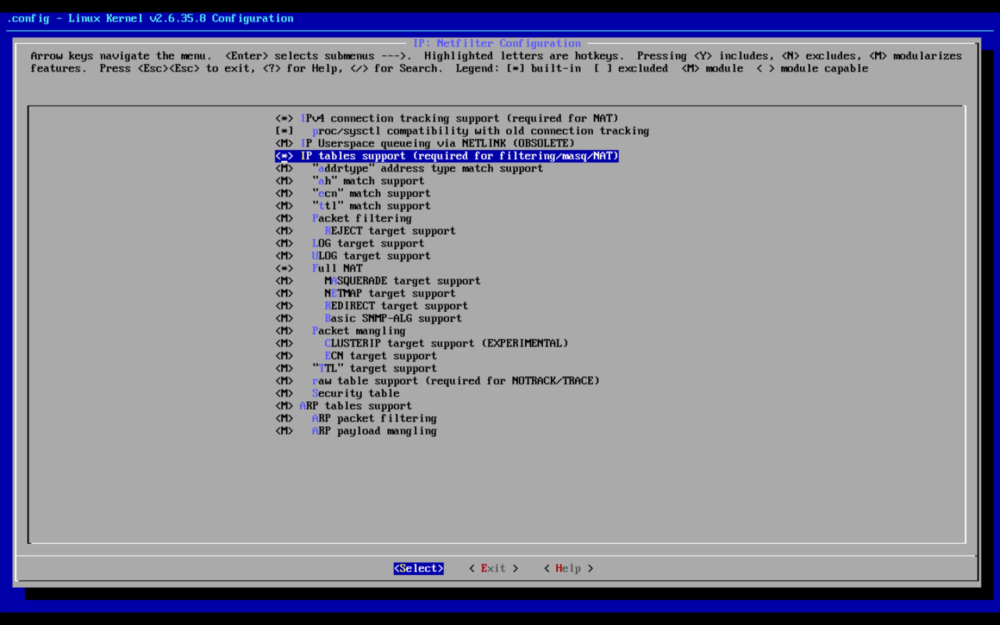 .config - Linux Kernel v2.6.35.8 Configuration
IP: Netfilter Configuration
Arrow keys navigate the menu.  <Enter> selects submenus --->.  Highlighted letters are hotkeys.  Pressing <Y> includes, <N> excludes, <M> modularizes
features.  Press <Esc><Esc> to exit, <?> for Help, </> for Search.  Legend: [*] built-in  [ ] excluded  <M> module  < > module capable
<*> IPv4 connection tracking support (required for NAT)
[*]   proc/sysctl compatibility with old connection tracking
<M> IP Userspace queueing via NETLINK (OBSOLETE)
<*> IP tables support (required for filtering/masq/NAT)
<M>   "addrtype" address type match support
<M>   "ah" match support
<M>   "ecn" match support
<M>   "ttl" match support
<M>   Packet filtering
<M>     REJECT target support
<M>   LOG target support
<M>   ULOG target support
<*>   Full NAT
<M>     MASQUERADE target support
<M>     NETMAP target support
<M>     REDIRECT target support
<M>     Basic SNMP-ALG support
<M>   Packet mangling
<M>     CLUSTERIP target support (EXPERIMENTAL)
<M>     ECN target support
<M>   "TTL" target support
<M>   raw table support (required for NOTRACK/TRACE)
<M>   Security table
<M> ARP tables support
<M>   ARP packet filtering
<M>   ARP payload mangling
<Select>    < Exit >    < Help >